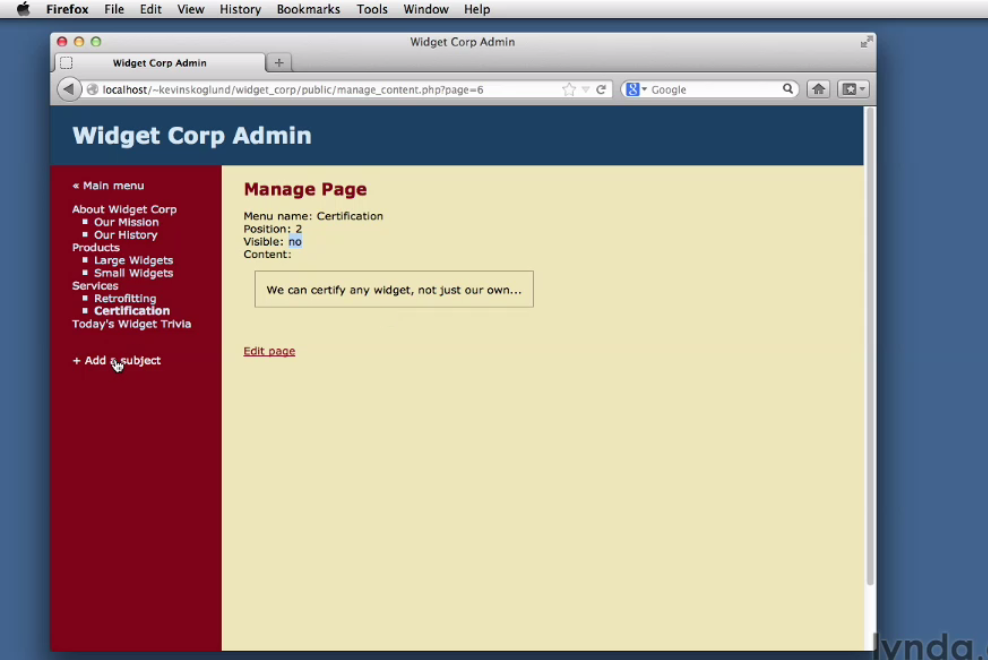 Firefox File Edit View History Bookmarks Tools Window Help
Widget Corp Admin
Widget Corp Admin
localhost/~kevinskoglund/widget_corp/public/manage_content.php?page=6
Google
Widget Corp Admin
« Main menu
About Widget Corp
Our Mission
Our History
Products
Large Widgets
Small Widgets
Services
Retrofitting
Certification
Today's Widget Trivia
+ Add a subject
Manage Page
Menu name: Certification
Position: 2
Visible: no
Content:
We can certify any widget, not just our own...
Edit page
lynda.